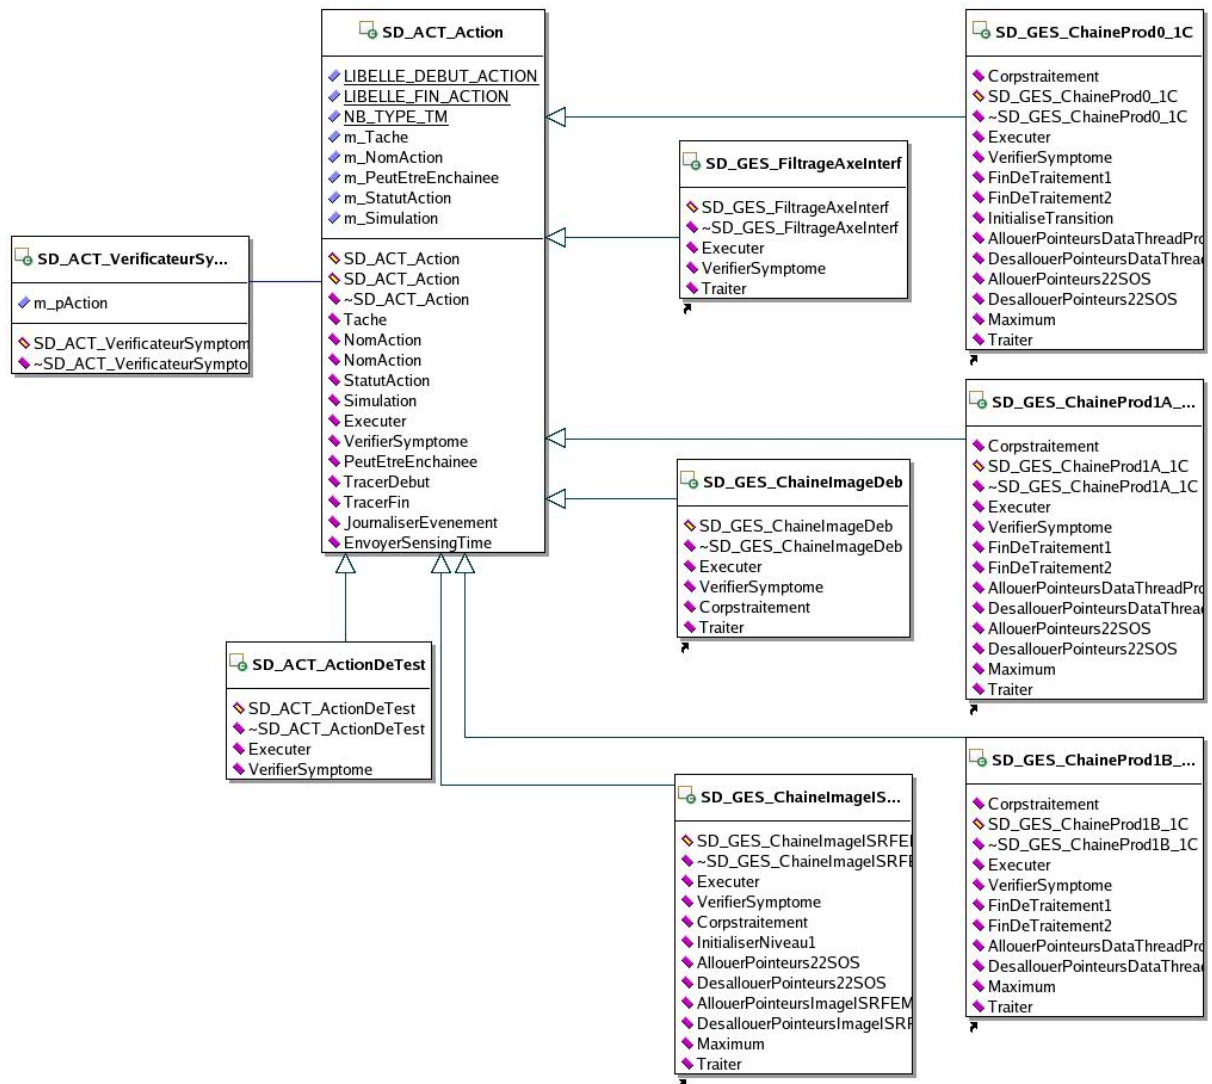 SD_ACT_Action
LIBELLE_DEBUT_ACTION
LIBELLE_FIN_ACTION
NB_TYPE_TM
m_Tache
m_NomAction
m_PeutEtreEnchainee
m_StatutAction
m_Simulation
SD_ACT_Action
SD_ACT_Action
~SD_ACT_Action
Tache
NomAction
NomAction
StatutAction
Simulation
Executer
VerifierSymptome
PeutEtreEnchainee
TracerDebut
TracerFin
JournaliserEvenement
EnvoyerSensingTime
SD_ACT_VerificateurSy...
m_pAction
SD_ACT_VerificateurSymptom
~SD_ACT_VerificateurSympto
SD_ACT_ActionDeTest
SD_ACT_ActionDeTest
~SD_ACT_ActionDeTest
Executer
VerifierSymptome
SD_GES_FiltrageAxeInterf
SD_GES_FiltrageAxeInterf
~SD_GES_FiltrageAxeInterf
Executer
VerifierSymptome
Traiter
SD_GES_ChaineImageDeb
SD_GES_ChaineImageDeb
~SD_GES_ChaineImageDeb
Executer
VerifierSymptome
Corpstraitement
Traiter
SD_GES_ChaineImageIS...
SD_GES_ChaineImageISRFEI
~SD_GES_ChaineImageISRFE
Executer
VerifierSymptome
Corpstraitement
InitialiserNiveau1
AllouerPointeurs22SOS
DesallouerPointeurs22SOS
AllouerPointeursImageISRFEM
DesallouerPointeursImageISRF
Maximum
Traiter
SD_GES_ChaineProd0_1C
Corpstraitement
SD_GES_ChaineProd0_1C
~SD_GES_ChaineProd0_1C
Executer
VerifierSymptome
FinDeTraitement1
FinDeTraitement2
InitialiseTransition
AllouerPointeursDataThreadPro
DesallouerPointeursDataThread
AllouerPointeurs22SOS
DesallouerPointeurs22SOS
Maximum
Traiter
SD_GES_ChaineProd1A_...
Corpstraitement
SD_GES_ChaineProd1A_1C
~SD_GES_ChaineProd1A_1C
Executer
VerifierSymptome
FinDeTraitement1
FinDeTraitement2
AllouerPointeursDataThreadPro
DesallouerPointeursDataThread
AllouerPointeurs22SOS
DesallouerPointeurs22SOS
Maximum
Traiter
SD_GES_ChaineProd1B_...
Corpstraitement
SD_GES_ChaineProd1B_1C
~SD_GES_ChaineProd1B_1C
Executer
VerifierSymptome
FinDeTraitement1
FinDeTraitement2
AllouerPointeursDataThreadPro
DesallouerPointeursDataThread
Maximum
Traiter